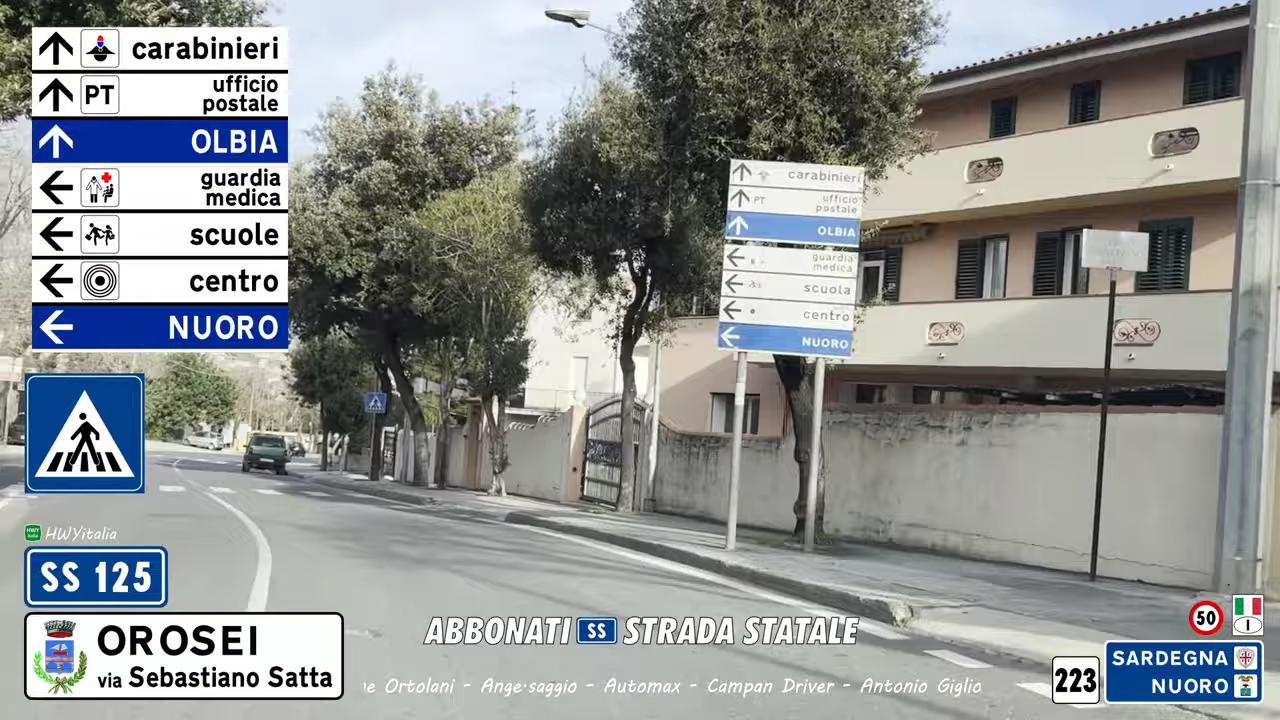 carabinieri
PT
ufficio
postale
OLBIA
guardia
medica
scuole
centro
NUORO
carabinieri
PT
ufficio
postale
OLBIA
guardia
medica
scuola
centro
NUORO
HWY
italia
HWYitalia
SS 125
OROSEI
via Sebastiano Satta
ABBONATI SS STRADA STATALE
Ortolani - Ange•saggio - Automax - Campan Driver - Antonio Giglio
50
I
223
SARDEGNA
NUORO